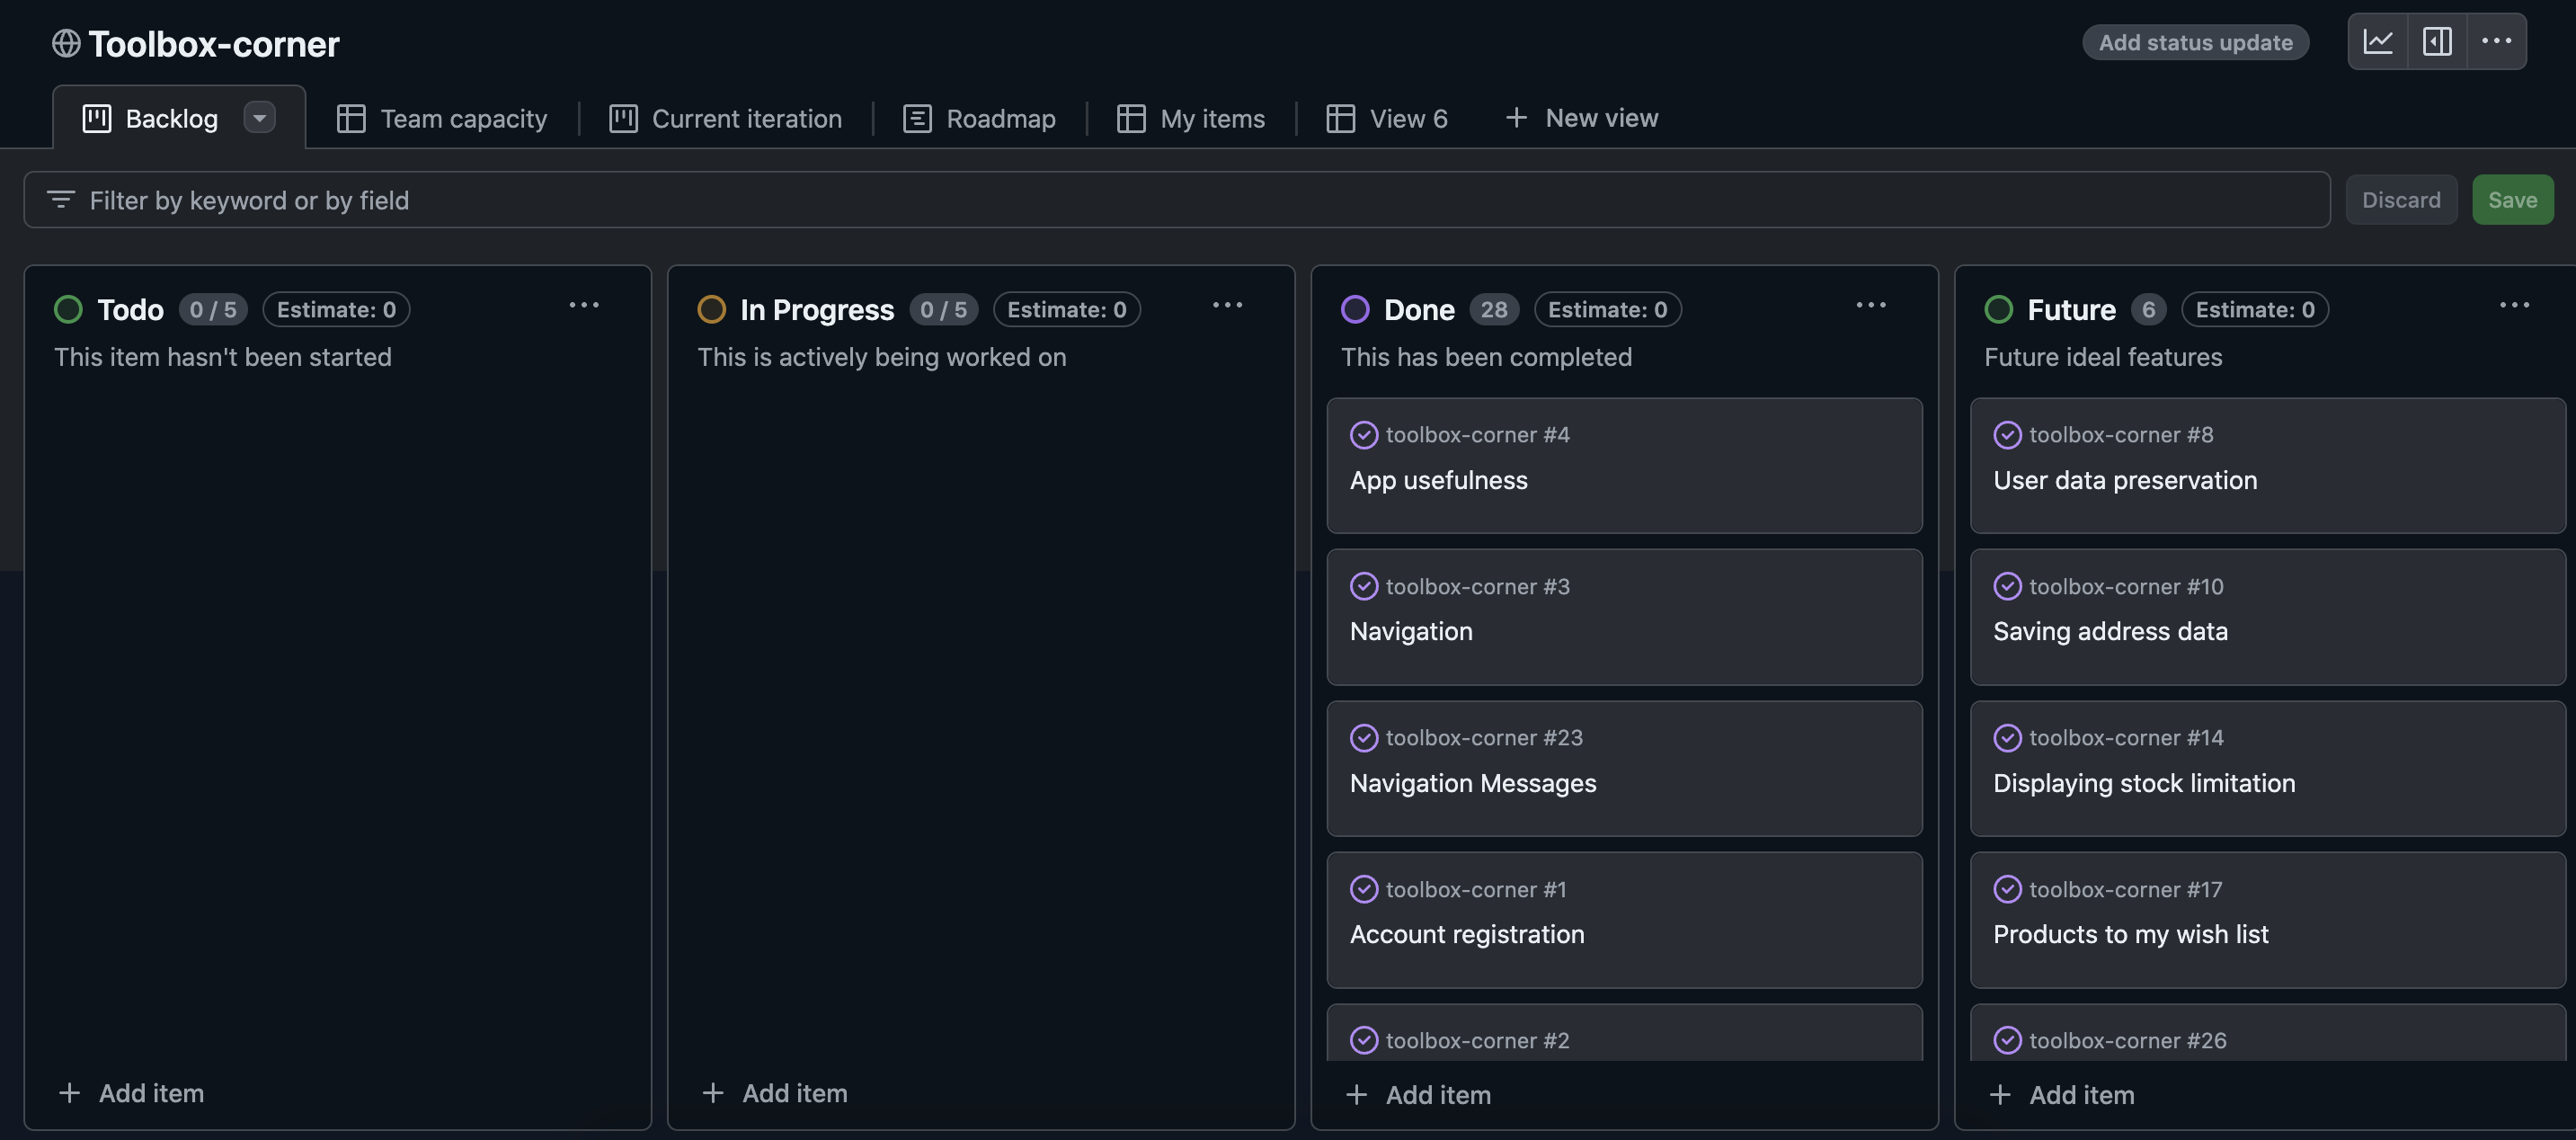 Toolbox-corner
Add status update
Backlog
Team capacity
Current iteration
Roadmap
My items
View 6
New view
Filter by keyword or by field
Discard
Save
Todo 0 / 5 Estimate: 0
This item hasn't been started
Add item
In Progress 0 / 5 Estimate: 0
This is actively being worked on
Add item
Done 28 Estimate: 0
This has been completed
toolbox-corner #4
App usefulness
toolbox-corner #3
Navigation
toolbox-corner #23
Navigation Messages
toolbox-corner #1
Account registration
toolbox-corner #2
Add item
Future 6 Estimate: 0
Future ideal features
toolbox-corner #8
User data preservation
toolbox-corner #10
Saving address data
toolbox-corner #14
Displaying stock limitation
toolbox-corner #17
Products to my wish list
toolbox-corner #26
Add item